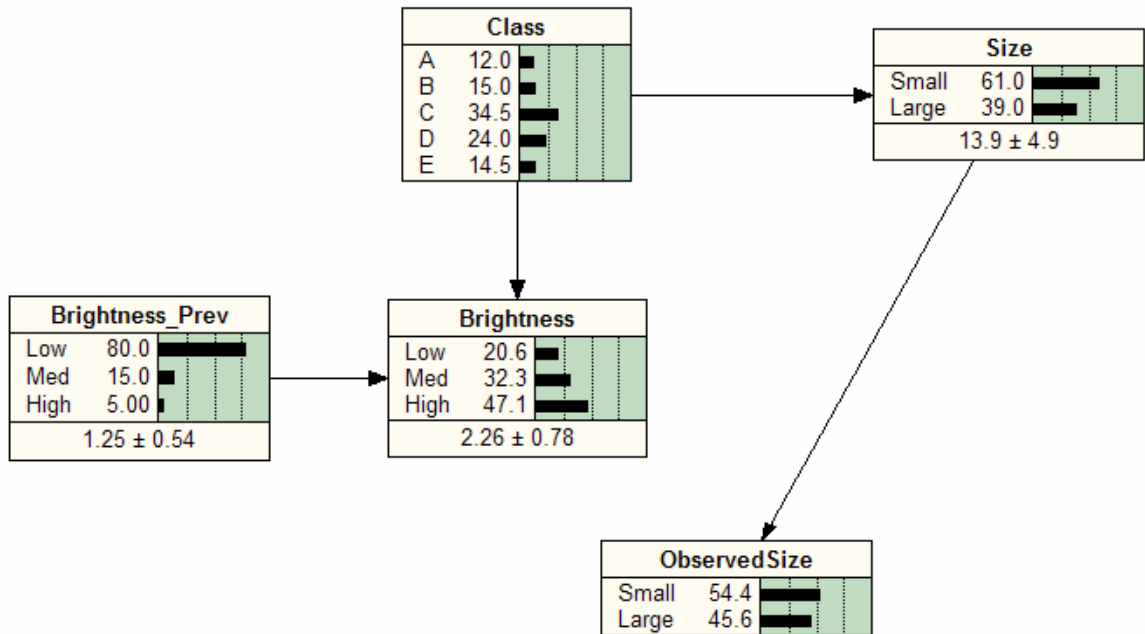 Class
A 12.0
B 15.0
C 34.5
D 24.0
E 14.5
Size
Small 61.0
Large 39.0
13.9 ± 4.9
Brightness_Prev
Low 80.0
Med 15.0
High 5.00
1.25 ± 0.54
Brightness
Low 20.6
Med 32.3
High 47.1
2.26 ± 0.78
ObservedSize
Small 54.4
Large 45.6